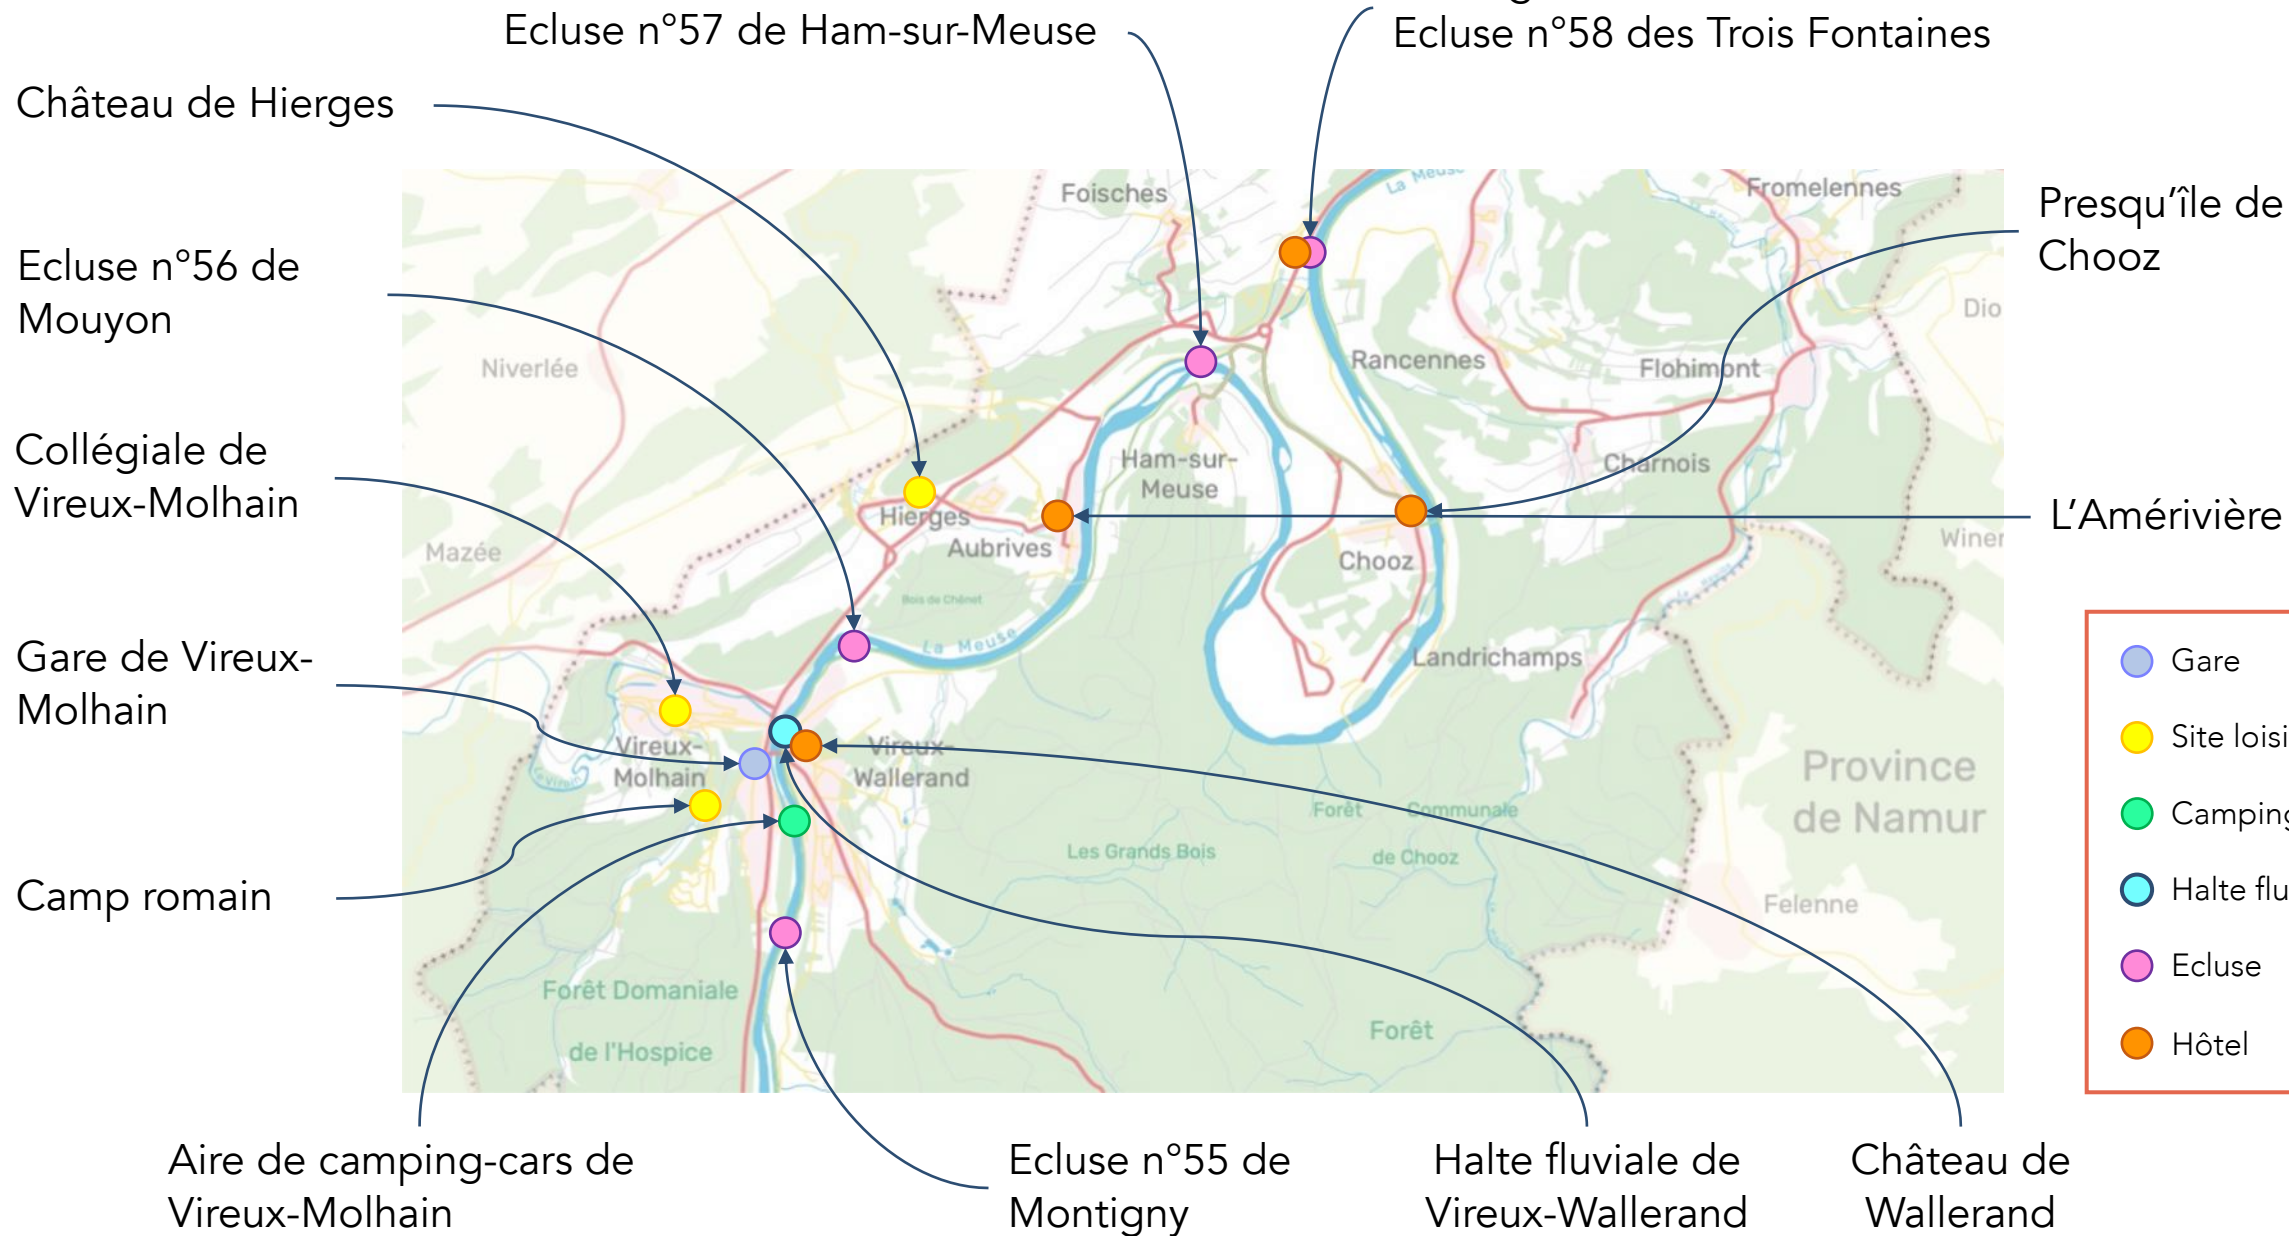 Ecluse n°57 de Ham-sur-Meuse
Ecluse n°58 des Trois Fontaines
Château de Hierges
Presqu'île de
Chooz
Ecluse n°56 de
Mouyon
Collégiale de
Vireux-Molhain
L'Amérivière
Gare de Vireux-
Molhain
Camp romain
Foisches
La Meuse
Fromelennes
Dio
Niverlée
Rancennes
Flohimont
Ham-sur-
Meuse
Charnois
Hierges
Aubrives
Mazée
Winer
Chooz
Bois de Chênet
La Meuse
Landrichamps
Vireux-
Molhain
Vireux-
Wallerand
Province
de Namur
Forêt Communale
de Chooz
Les Grands Bois
Felenne
Forêt Domaniale
de l'Hospice
Forêt
Gare
Site loisi
Camping
Halte flu
Ecluse
Hôtel
Aire de camping-cars de
Vireux-Molhain
Ecluse n°55 de
Montigny
Halte fluviale de
Vireux-Wallerand
Château de
Wallerand